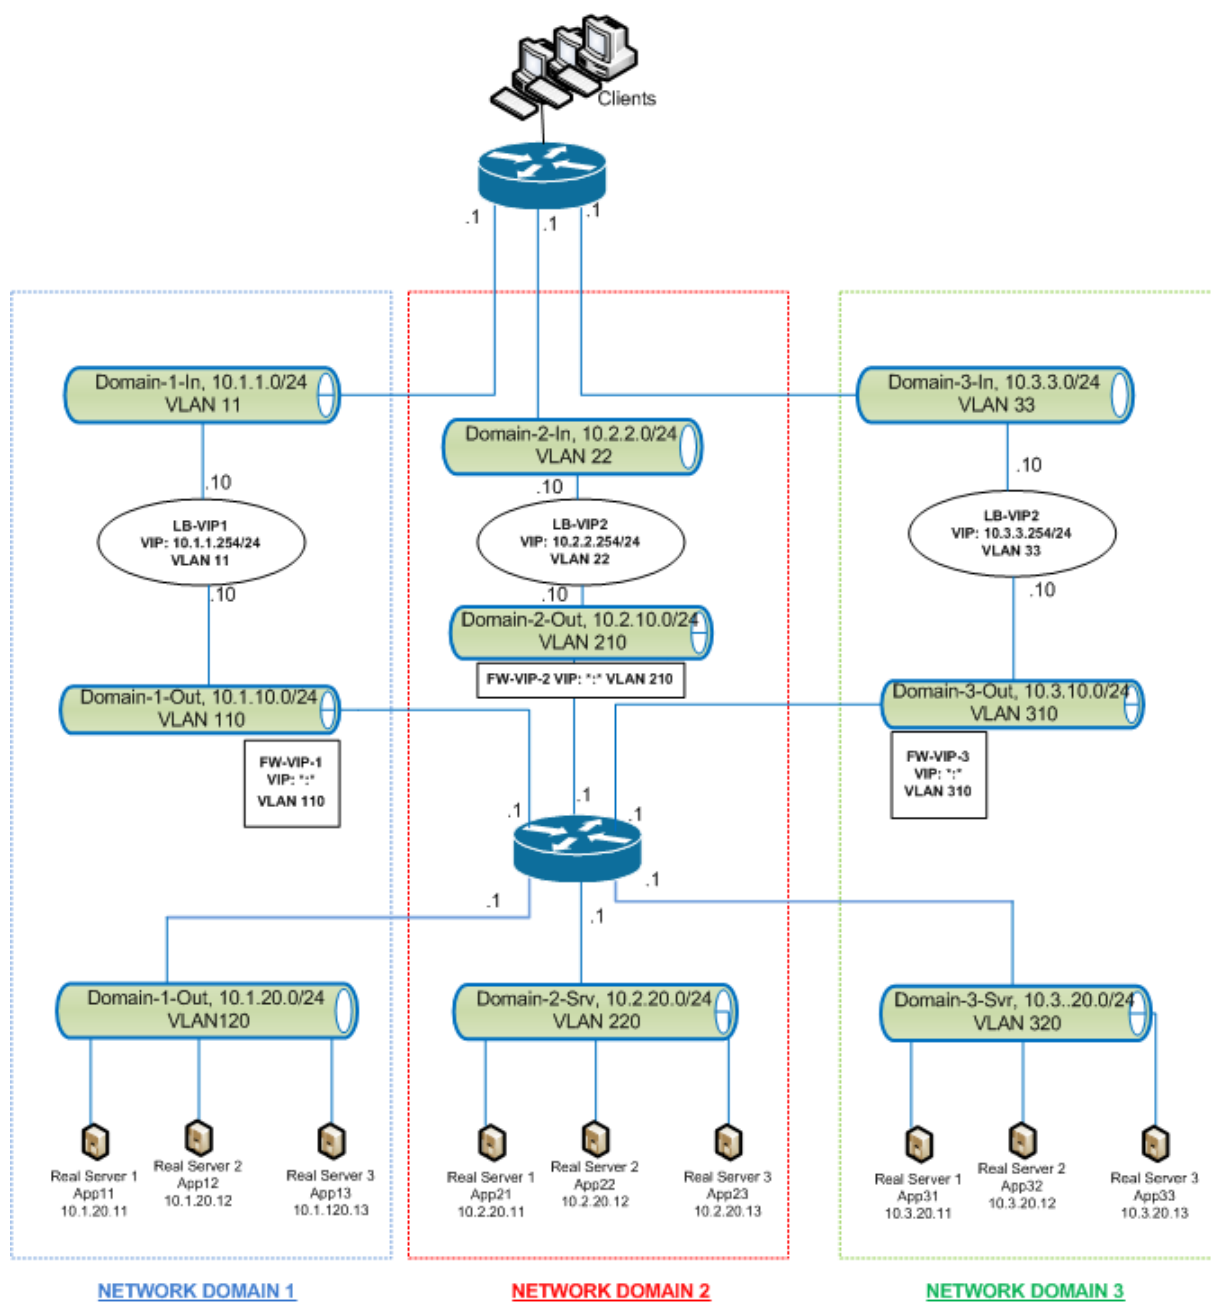 Clients
.1
.1
.1
Domain-1-In, 10.1.1.0/24
VLAN 11
Domain-2-In, 10.2.2.0/24
VLAN 22
Domain-3-In, 10.3.3.0/24
VLAN 33
.10
.10
.10
LB-VIP1
VIP: 10.1.1.254/24
VLAN 11
LB-VIP2
VIP: 10.2.2.254/24
VLAN 22
LB-VIP2
VIP: 10.3.3.254/24
VLAN 33
.10
.10
.10
Domain-1-Out, 10.1.10.0/24
VLAN 110
Domain-2-Out, 10.2.10.0/24
VLAN 210
Domain-3-Out, 10.3.10.0/24
VLAN 310
FW-VIP-1
VIP: *:*
VLAN 110
FW-VIP-2 VIP: *:* VLAN 210
FW-VIP-3
VIP: *:*
VLAN 310
.1
.1
.1
.1
.1
.1
Domain-1-Out, 10.1.20.0/24
VLAN120
Domain-2-Srv, 10.2.20.0/24
VLAN 220
Domain-3-Svr, 10.3..20.0/24
VLAN 320
Real Server 1
App11
10.1.20.11
Real Server 2
App12
10.1.20.12
Real Server 3
App13
10.1.120.13
Real Server 1
App21
10.2.20.11
Real Server 2
App22
10.2.20.12
Real Server 3
App23
10.2.20.13
Real Server 1
App31
10.3.20.11
Real Server 2
App32
10.3.20.12
Real Server 3
App33
10.3.20.13
NETWORK DOMAIN 1
NETWORK DOMAIN 2
NETWORK DOMAIN 3